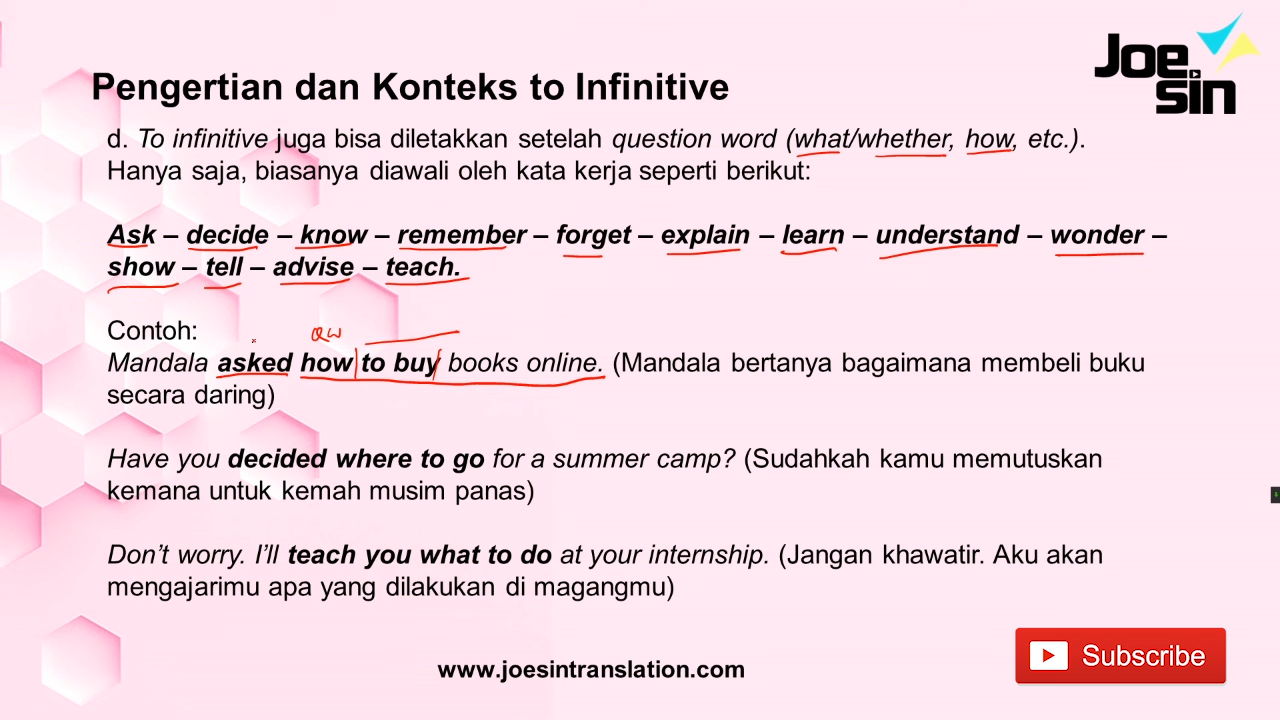 Joe
sin
Pengertian dan Konteks to Infinitive
d. To infinitive juga bisa diletakkan setelah question word (what/whether, how, etc.).
Hanya saja, biasanya diawali oleh kata kerja seperti berikut:
Ask – decide – know – remember – forget – explain – learn – understand – wonder –
show – tell – advise – teach.
Contoh:
QW
Mandala asked how to buy books online. (Mandala bertanya bagaimana membeli buku
secara daring)
Have you decided where to go for a summer camp? (Sudahkah kamu memutuskan
kemana untuk kemah musim panas)
Don’t worry. I’ll teach you what to do at your internship. (Jangan khawatir. Aku akan
mengajarimu apa yang dilakukan di magangmu)
www.joesintranslation.com
Subscribe